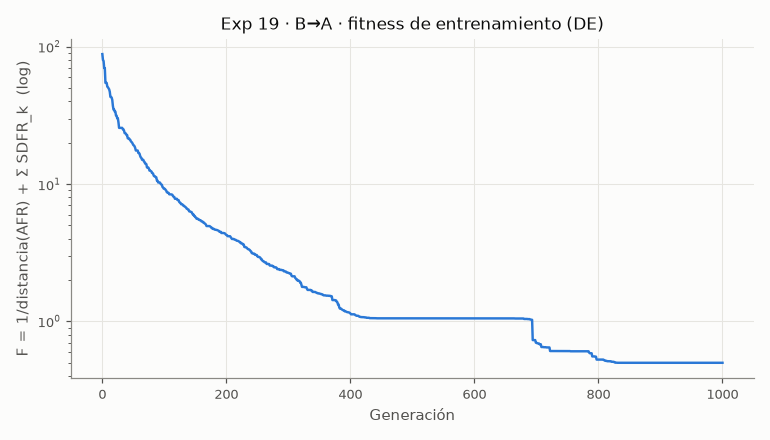 Exp 19 · B→A · fitness de entrenamiento (DE)
F = 1/distancia(AFR) + Σ SDFR_k (log)
10²
10¹
10⁰
0 200 400 600 800 1000
Generación